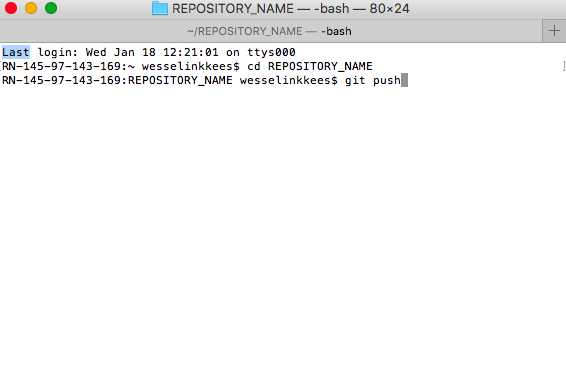 REPOSITORY_NAME — -bash — 80×24
~/REPOSITORY_NAME — -bash
Last login: Wed Jan 18 12:21:01 on ttys000
[RN-145-97-143-169:~ wesselinkkees$ cd REPOSITORY_NAME ]
RN-145-97-143-169:REPOSITORY_NAME wesselinkkees$ git push